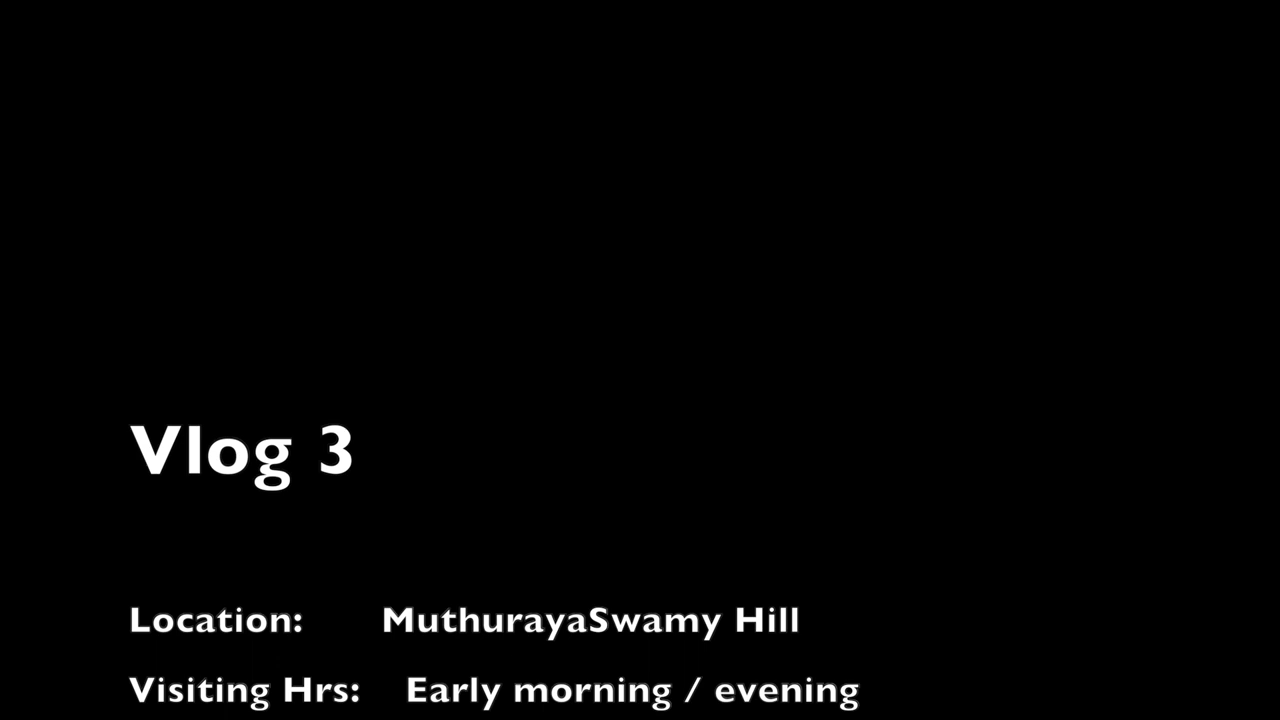 Vlog 3
Location: MuthurayaSwamy Hill
Visiting Hrs: Early morning / evening